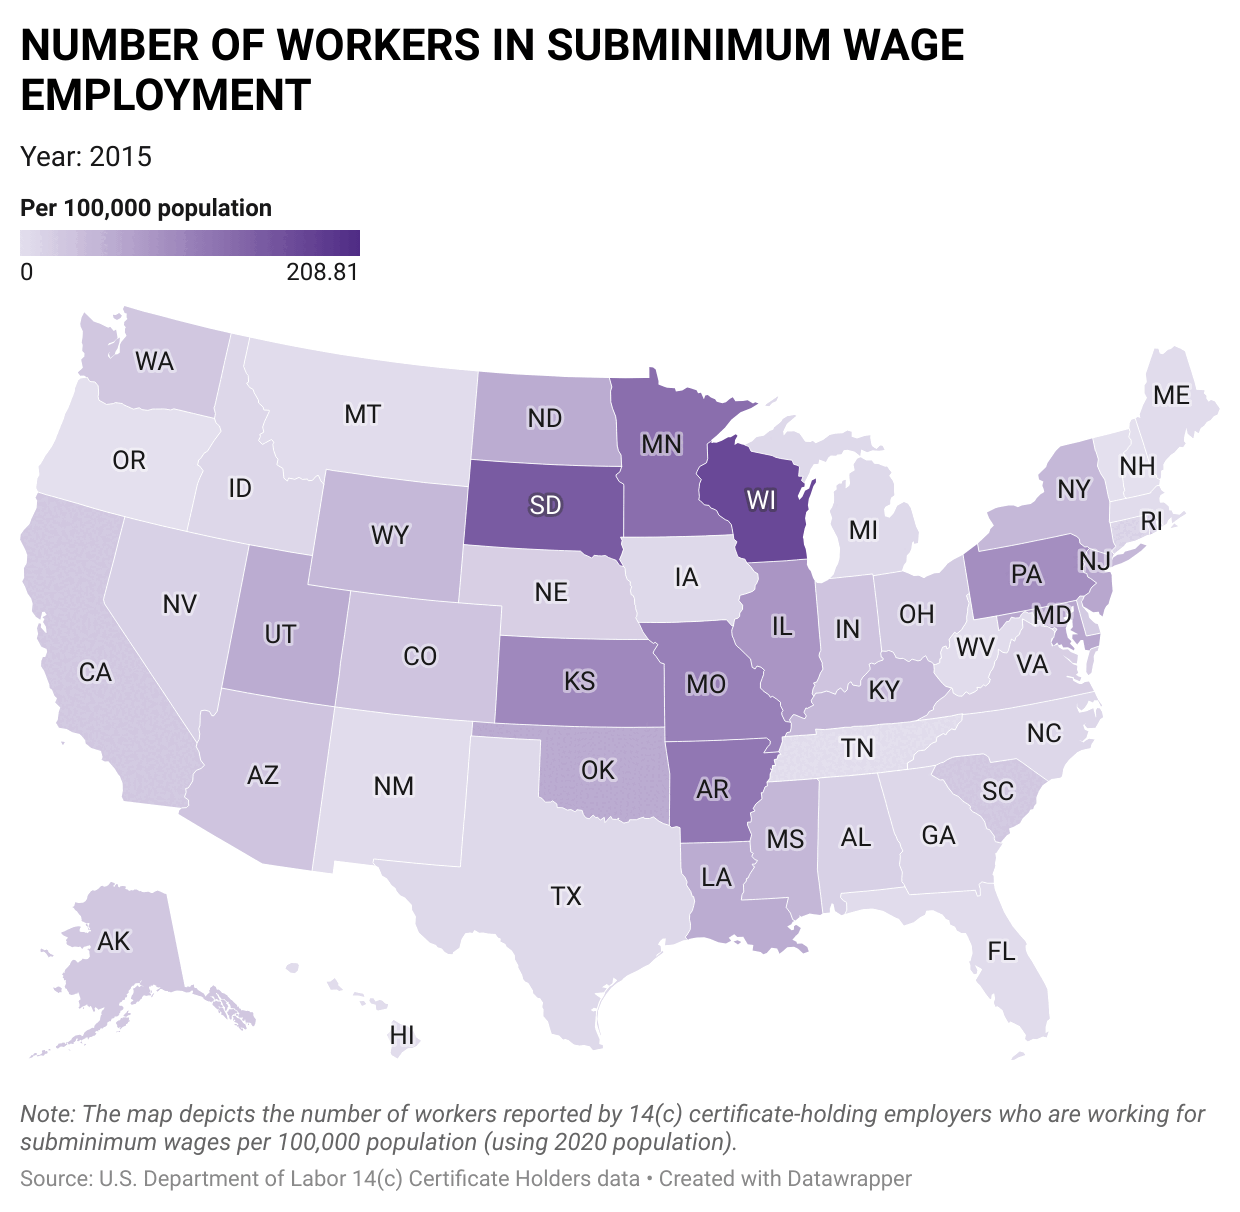 NUMBER OF WORKERS IN SUBMINIMUM WAGE
EMPLOYMENT
Year: 2015
Per 100,000 population
0 208.81
WA
MT
ND
MN
ME
OR
ID
SD
WI
NH
NY
WY
MI
RI
IA
PA
NJ
NV
NE
UT
IL
IN
OH
MD
CO
WV
VA
CA
KS
MO
KY
NC
TN
AZ
NM
OK
AR
SC
MS
AL
GA
LA
TX
AK
FL
HI
Note: The map depicts the number of workers reported by 14(c) certificate-holding employers who are working for
subminimum wages per 100,000 population (using 2020 population).
Source: U.S. Department of Labor 14(c) Certificate Holders data • Created with Datawrapper